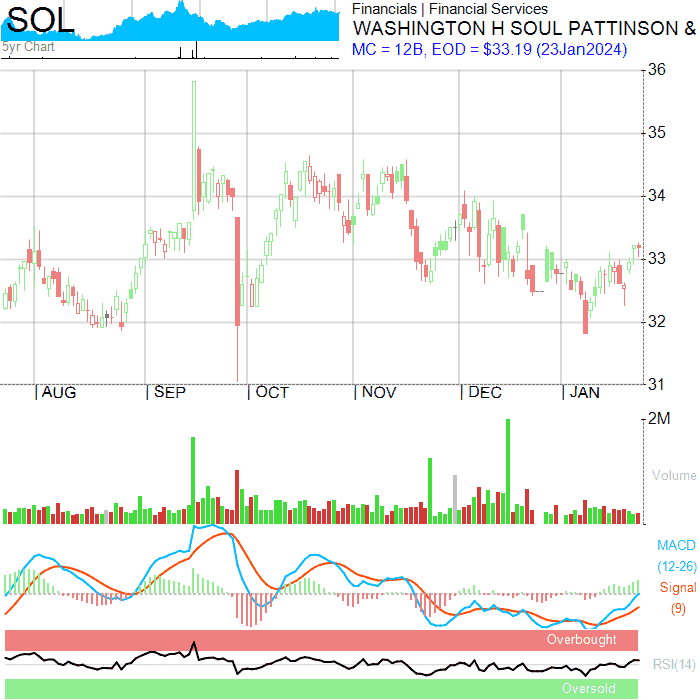 SOL
5yr Chart
Financials | Financial Services
WASHINGTON H SOUL PATTINSON &
MC = 12B, EOD = $33.19 (23Jan2024)
36
35
34
33
32
31
|AUG |SEP |OCT |NOV |DEC |JAN
2M
Volume
MACD
(12-26)
Signal
(9)
Overbought
RSI(14)
Oversold